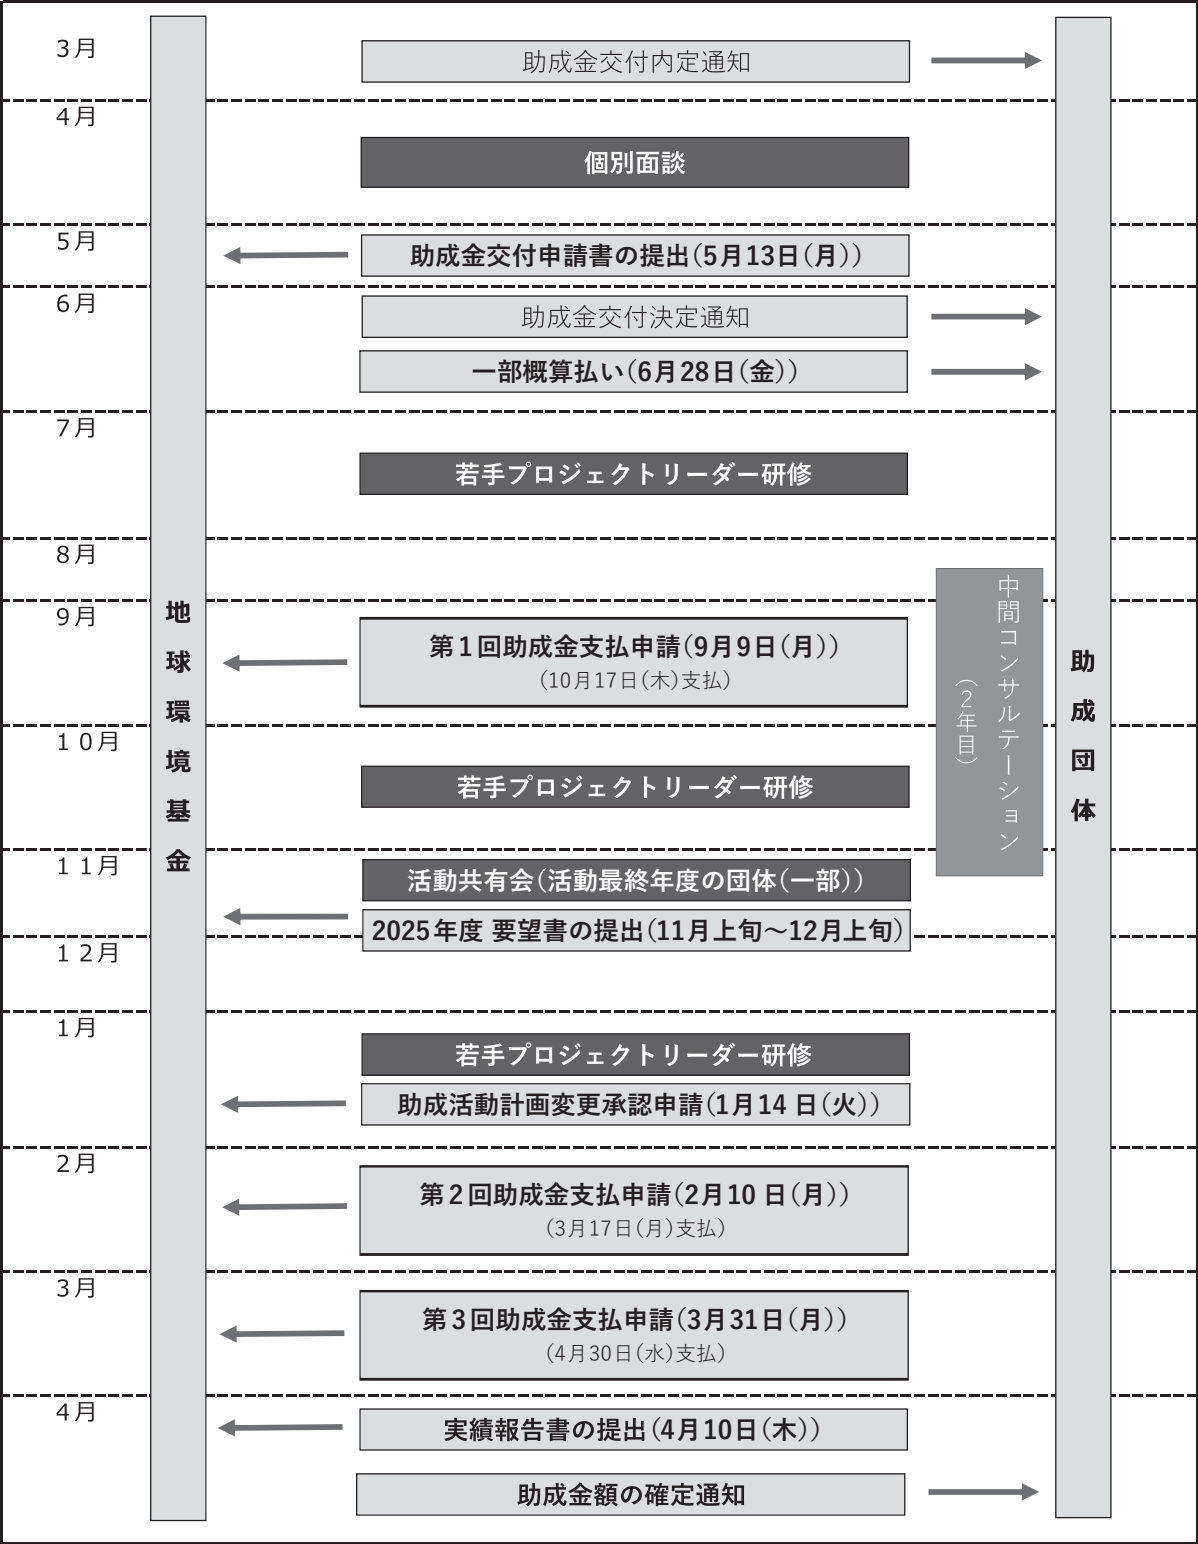 3月
助成金交付内定通知
4月
個別面談
5月
助成金交付申請書の提出（5月13日（月））
6月
助成金交付決定通知
一部概算払い（6月28日（金））
7月
若手プロジェクトリーダー研修
8月
9月
第1回助成金支払申請（9月9日（月））
（10月17日（木）支払）
中間コンサルテーション
（2年目）
地球環境基金
助成団体
10月
若手プロジェクトリーダー研修
11月
活動共有会（活動最終年度の団体（一部））
2025年度 要望書の提出（11月上旬〜12月上旬）
12月
1月
若手プロジェクトリーダー研修
助成活動計画変更承認申請（1月14 日（火））
2月
第2回助成金支払申請（2月10 日（月））
（3月17日（月）支払）
3月
第3回助成金支払申請（3月31日（月））
（4月30日（水）支払）
4月
実績報告書の提出（4月10日（木））
助成金額の確定通知